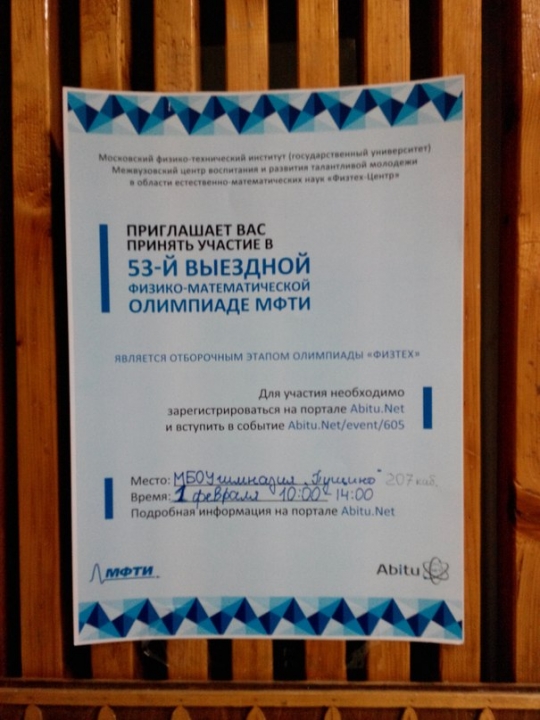 Московский физико-технический институт (государственный университет)
Межвузовский центр воспитания и развития талантливой молодежи
в области естественно-математических наук «Физтех-Центр»
ПРИГЛАШАЕТ ВАС
ПРИНЯТЬ УЧАСТИЕ В
53-Й ВЫЕЗДНОЙ
ФИЗИКО-МАТЕМАТИЧЕСКОЙ
ОЛИМПИАДЕ МФТИ
ЯВЛЯЕТСЯ ОТБОРОЧНЫМ ЭТАПОМ ОЛИМПИАДЫ «ФИЗТЕХ»
Для участия необходимо
зарегистрироваться на портале Abitu.Net
и вступить в событие Abitu.Net/event/605
Место: МБОУ гимназия „Пущино" 207 каб.
Время: 1 февраля 10:00 - 14:00
Подробная информация на портале Abitu.Net
МФТИ
Abitu